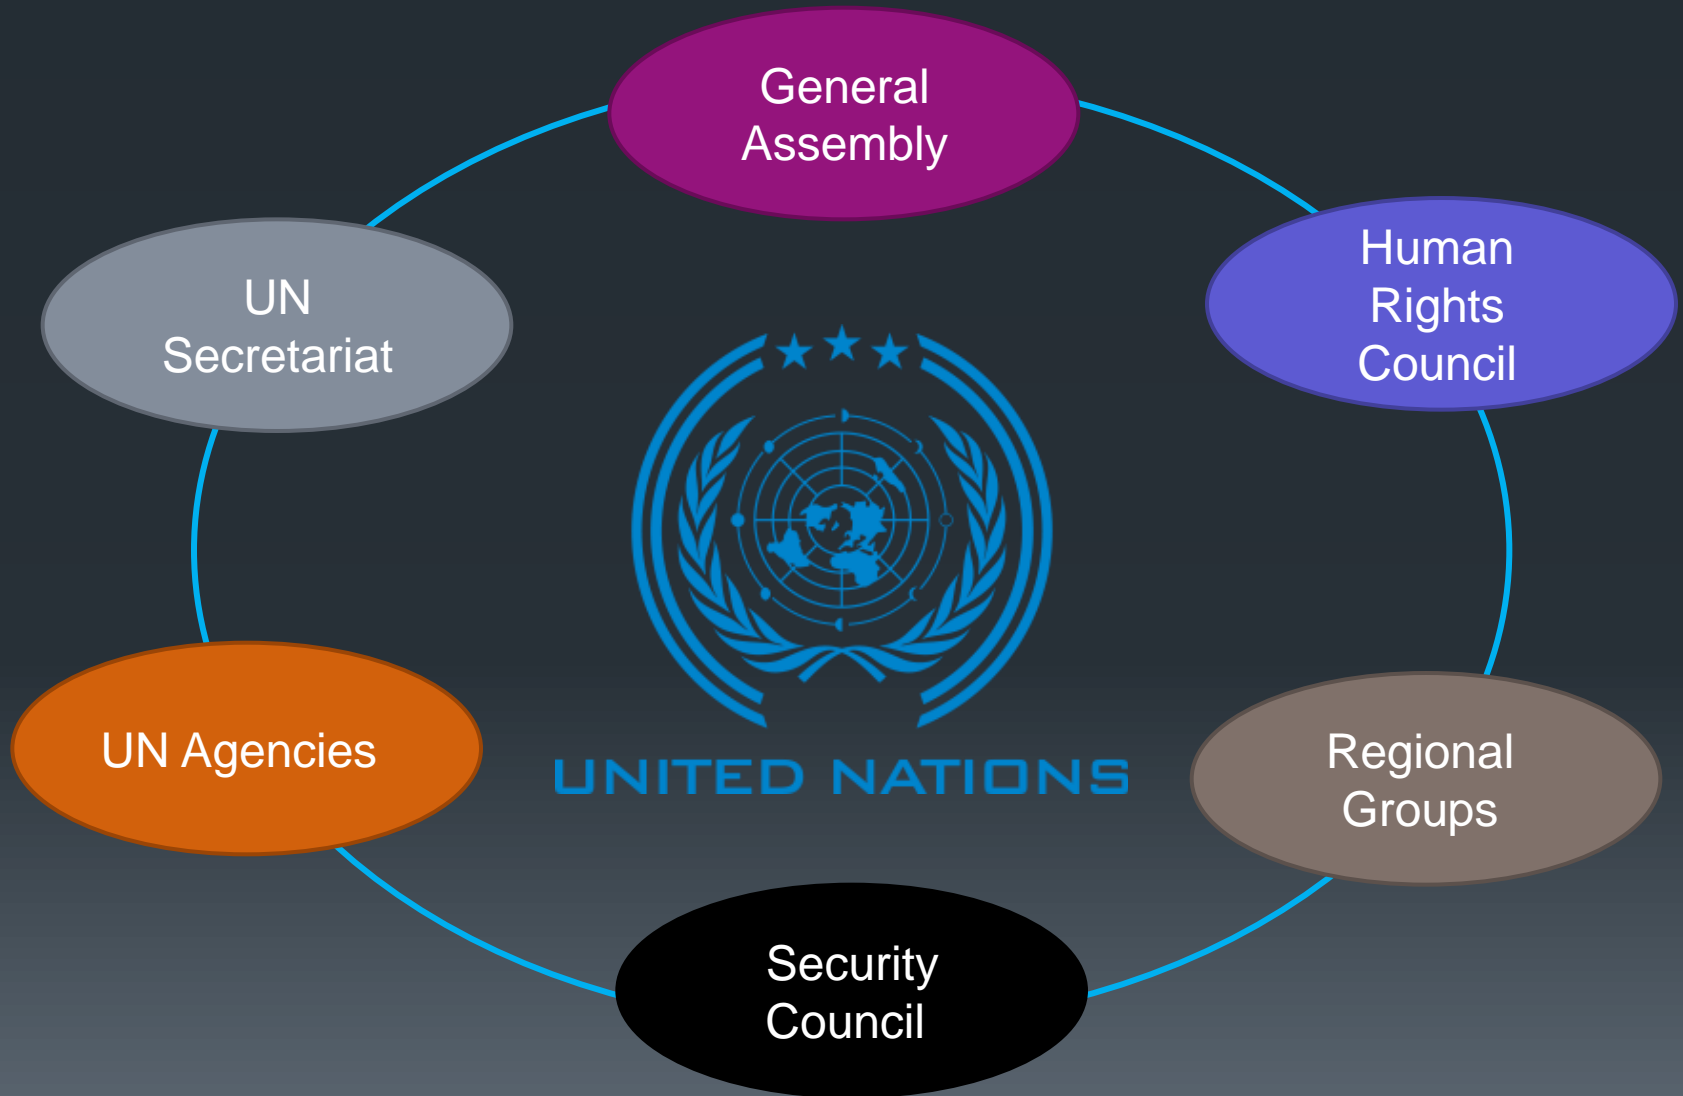 General
Assembly
Human
Rights
Council
UN
Secretariat
UN Agencies
UNITED NATIONS
Regional
Groups
Security
Council